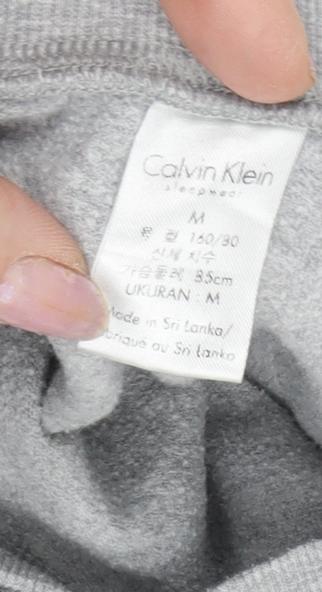 Calvin Klein
sleepwear
M
호 칭 160/80
신체 치수
가슴둘레 85cm
UKURAN : M
Made in Sri Lanka/
Fabriqué au Sri Lanka